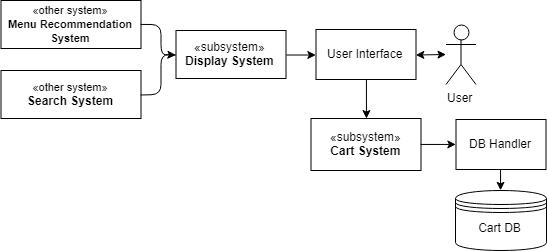 «other system»
Menu Recommendation
System
«other system»
Search System
«subsystem»
Display System
User Interface
User
«subsystem»
Cart System
DB Handler
Cart DB